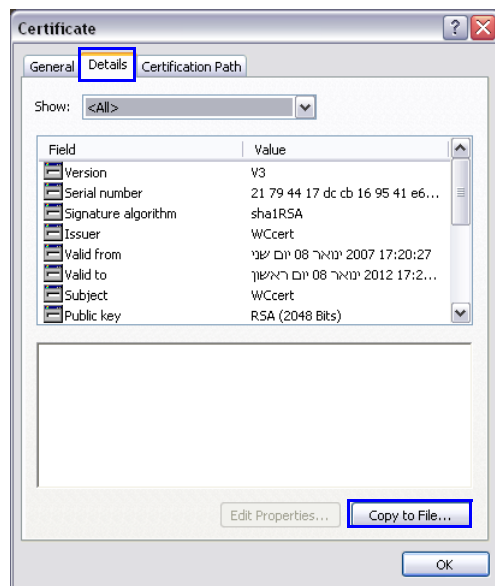 Certificate
General Details Certification Path
Show: <All>
Field Value
Version V3
Serial number 21 79 44 17 dc cb 16 95 41 e6...
Signature algorithm sha1RSA
Issuer WCcert
Valid from יום שני 08 ינואר 2007 17:20:27
Valid to יום ראשון 08 ינואר 2012 17:2...
Subject WCcert
Public key RSA (2048 Bits)
Edit Properties... Copy to File...
OK